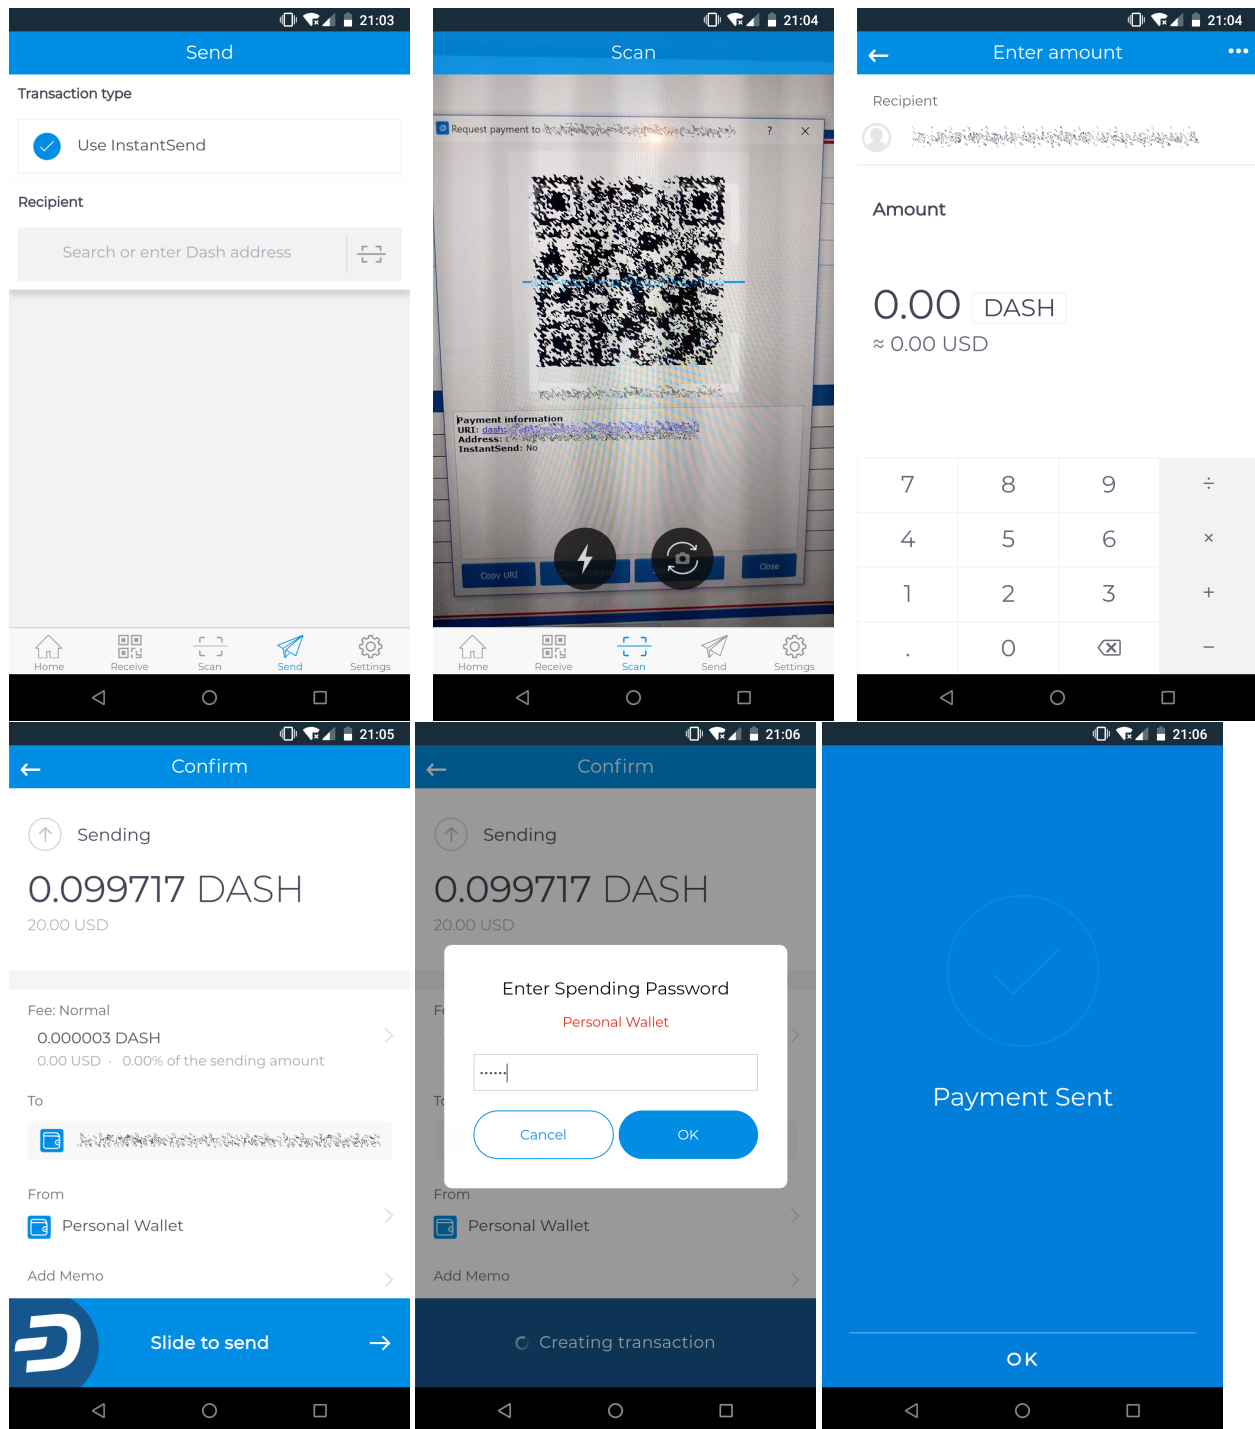 21:03
Send
Transaction type
Use InstantSend
Recipient
Search or enter Dash address
Home
Receive
Scan
Send
Settings
21:04
Scan
Request payment to
? ×
Payment information
URI: dash:
Address:
InstantSend: No
Copy URI
Close
Home
Receive
Scan
Send
Settings
21:04
Enter amount
Recipient
Amount
0.00 DASH
≈ 0.00 USD
7 8 9 ÷
4 5 6 ×
1 2 3 +
. 0 −
21:05
Confirm
Sending
0.099717 DASH
20.00 USD
Fee: Normal
0.000003 DASH
0.00 USD · 0.00% of the sending amount
To
From
Personal Wallet
Add Memo
Slide to send
21:06
Confirm
Sending
0.099717 DASH
20.00 USD
Enter Spending Password
Personal Wallet
Cancel
OK
From
Personal Wallet
Add Memo
Creating transaction
21:06
Payment Sent
OK